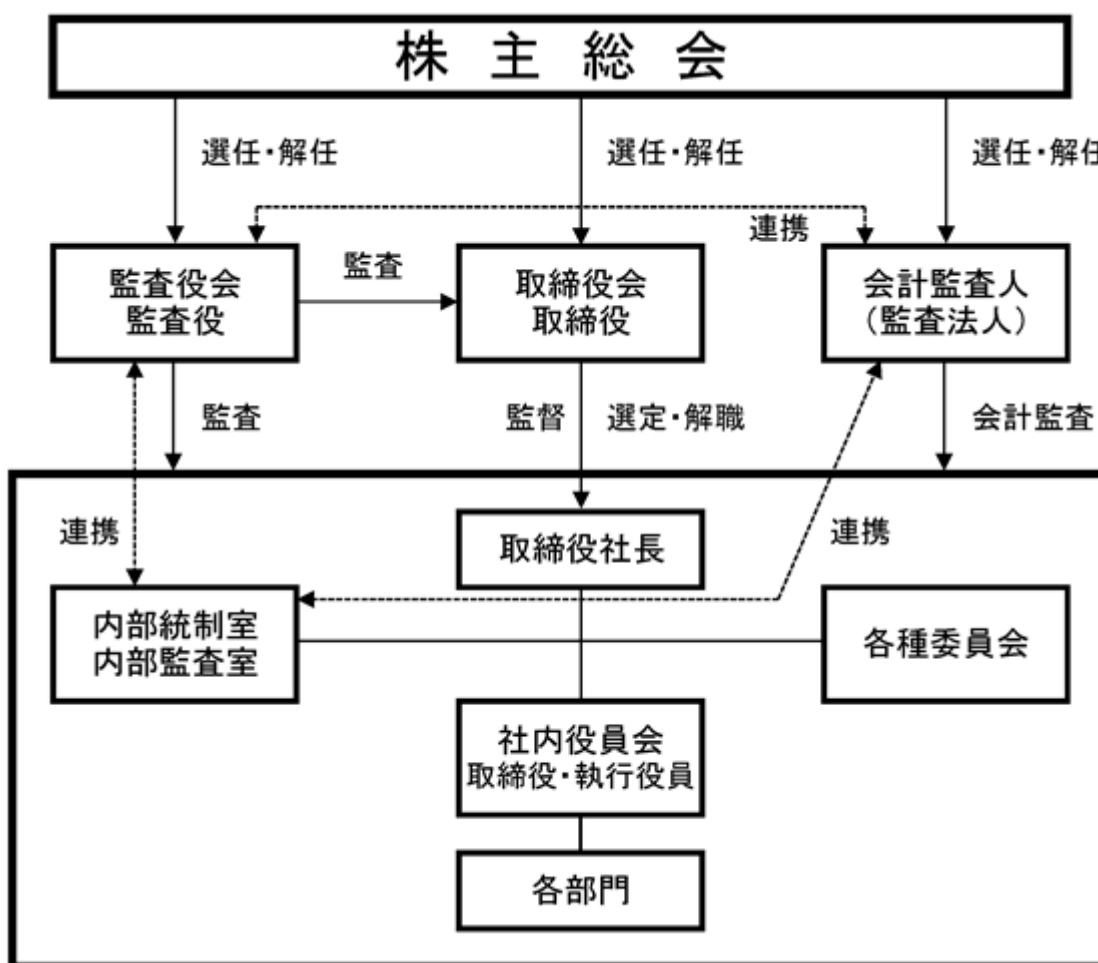 株主総会
選任・解任
選任・解任
選任・解任
連携
監査役会
監査役
監査
取締役会
取締役
会計監査人
(監査法人)
監査
監督
選定・解職
会計監査
連携
取締役社長
連携
内部統制室
内部監査室
各種委員会
社内役員会
取締役・執行役員
各部門